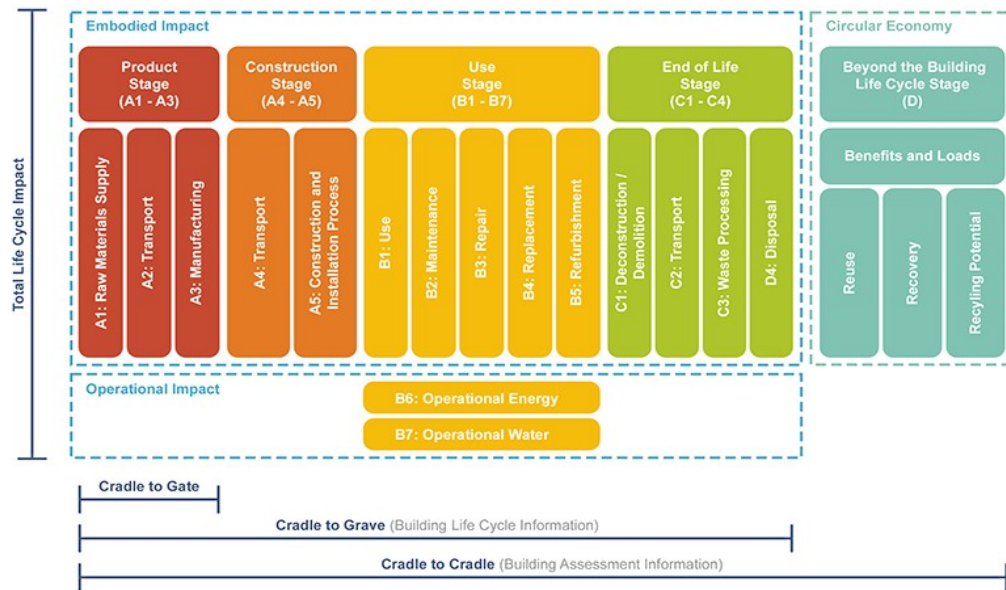 Total Life Cycle Impact
Embodied Impact
Product
Stage
(A1 - A3)
A1: Raw Materials Supply
A2: Transport
A3: Manufacturing
Construction
Stage
(A4 - A5)
A4: Transport
A5: Construction and
Installation Process
Use
Stage
(B1 - B7)
B1: Use
B2: Maintenance
B3: Repair
B4: Replacement
B5: Refurbishment
End of Life
Stage
(C1 - C4)
C1: Deconstruction /
Demolition
C2: Transport
C3: Waste Processing
D4: Disposal
Circular Economy
Beyond the Building
Life Cycle Stage
(D)
Benefits and Loads
Reuse
Recovery
Recyling Potential
Operational Impact
B6: Operational Energy
B7: Operational Water
Cradle to Gate
Cradle to Grave (Building Life Cycle Information)
Cradle to Cradle (Building Assessment Information)